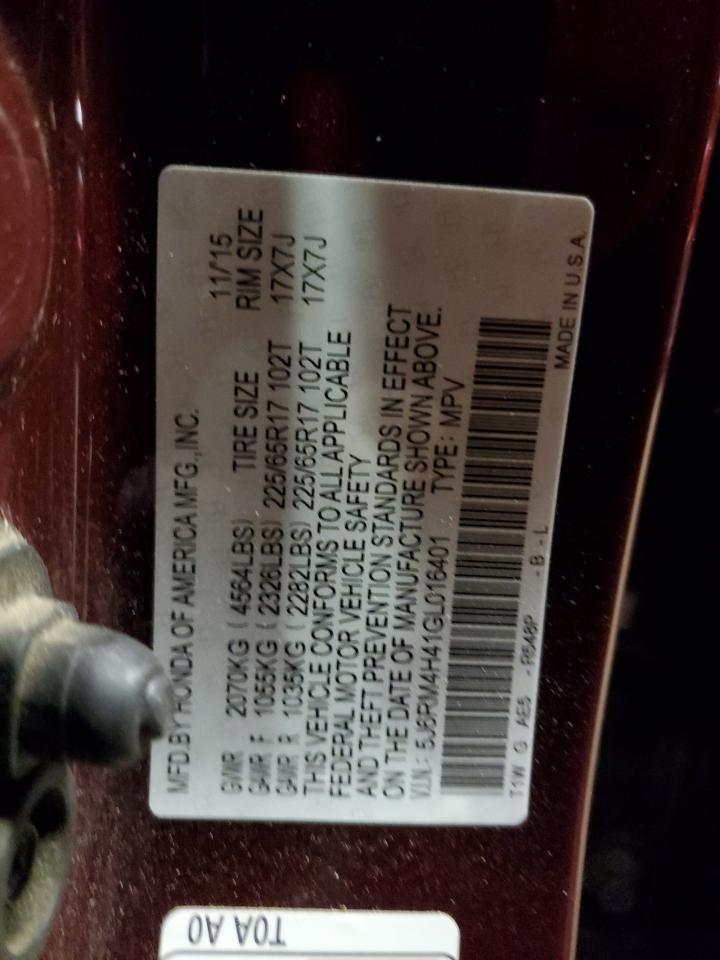 MFD.BY HONDA OF AMERICA MFG.,INC.
11/'15
TIRE SIZE RIM SIZE
GVWR 2070KG ( 4564LBS)
GAWR F 1055KG ( 2326LBS) 225/65R17 102T 17X7J
GAWR R 1035KG ( 2282LBS) 225/65R17 102T 17X7J
THIS VEHICLE CONFORMS TO ALL APPLICABLE
FEDERAL MOTOR VEHICLE SAFETY
AND THEFT PREVENTION STANDARDS IN EFFECT
ON THE DATE OF MANUFACTURE SHOWN ABOVE.
V.I.N.: 5J6RM4H41GL016401 TYPE: MPV
T1W G AE5 -R548P -B-L
MADE IN U.S.A.
T0A A0